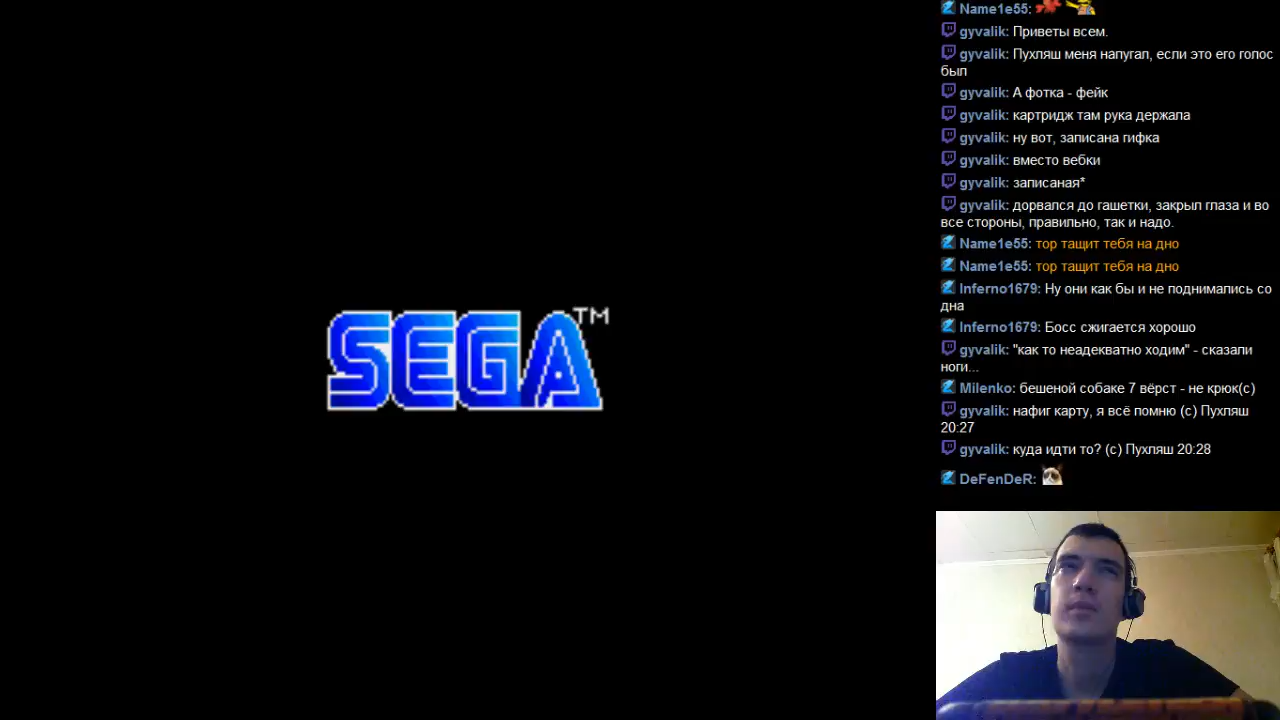 SEGA™
Name1e55:
gyvalik: Приветы всем.
gyvalik: Пухляш меня напугал, если это его голос
был
gyvalik: А фотка - фейк
gyvalik: картридж там рука держала
gyvalik: ну вот, записана гифка
gyvalik: вместо вебки
gyvalik: записаная*
gyvalik: дорвался до гашетки, закрыл глаза и во
все стороны, правильно, так и надо.
Name1e55: тор тащит тебя на дно
Name1e55: тор тащит тебя на дно
Inferno1679: Ну они как бы и не поднимались со
дна
Inferno1679: Босс сжигается хорошо
gyvalik: "как то неадекватно ходим" - сказали
ноги...
Milenko: бешеной собаке 7 вёрст - не крюк(с)
gyvalik: нафиг карту, я всё помню (с) Пухляш
20:27
gyvalik: куда идти то? (с) Пухляш 20:28
DeFenDeR: